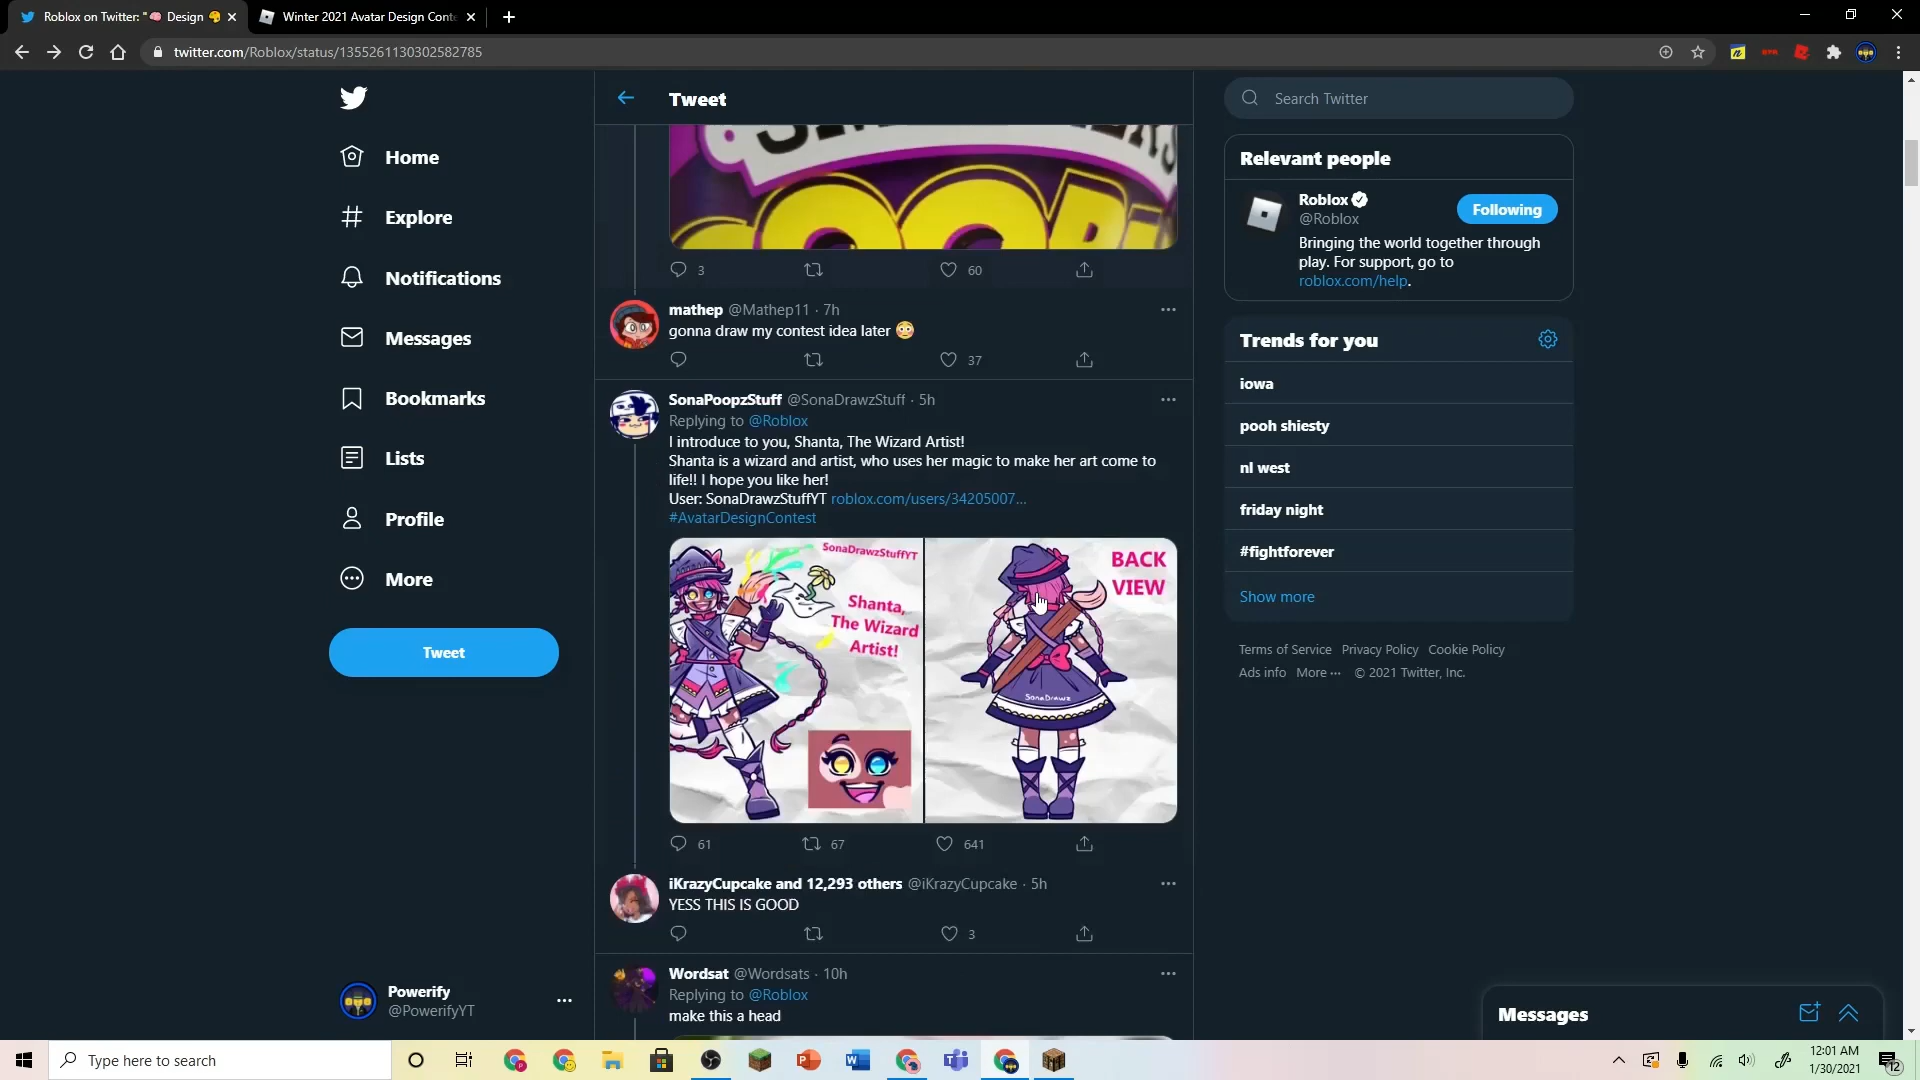 Roblox on Twitter: "🧠 Design
Winter 2021 Avatar Design Conte
twitter.com/Roblox/status/1355261130302582785
Home
Explore
Notifications
Messages
Bookmarks
Lists
Profile
More
Tweet
Powerify
@PowerifyYT
Tweet
3
60
mathep @Mathep11 · 7h
gonna draw my contest idea later 😳
37
SonaPoopzStuff @SonaDrawzStuff · 5h
Replying to @Roblox
I introduce to you, Shanta, The Wizard Artist!
Shanta is a wizard and artist, who uses her magic to make her art come to
life!! I hope you like her!
User: SonaDrawzStuffYT roblox.com/users/34205007...
#AvatarDesignContest
SonaDrawzStuffYT
Shanta,
The Wizard
Artist!
BACK
VIEW
SonaDrawz
61
67
641
iKrazyCupcake and 12,293 others @iKrazyCupcake · 5h
YESS THIS IS GOOD
3
Wordsat @Wordsats · 10h
Replying to @Roblox
make this a head
Search Twitter
Relevant people
Roblox
@Roblox
Following
Bringing the world together through
play. For support, go to
roblox.com/help.
Trends for you
iowa
pooh shiesty
nl west
friday night
#fightforever
Show more
Terms of Service Privacy Policy Cookie Policy
Ads info More ··· © 2021 Twitter, Inc.
Messages
Type here to search
12:01 AM
1/30/2021
12